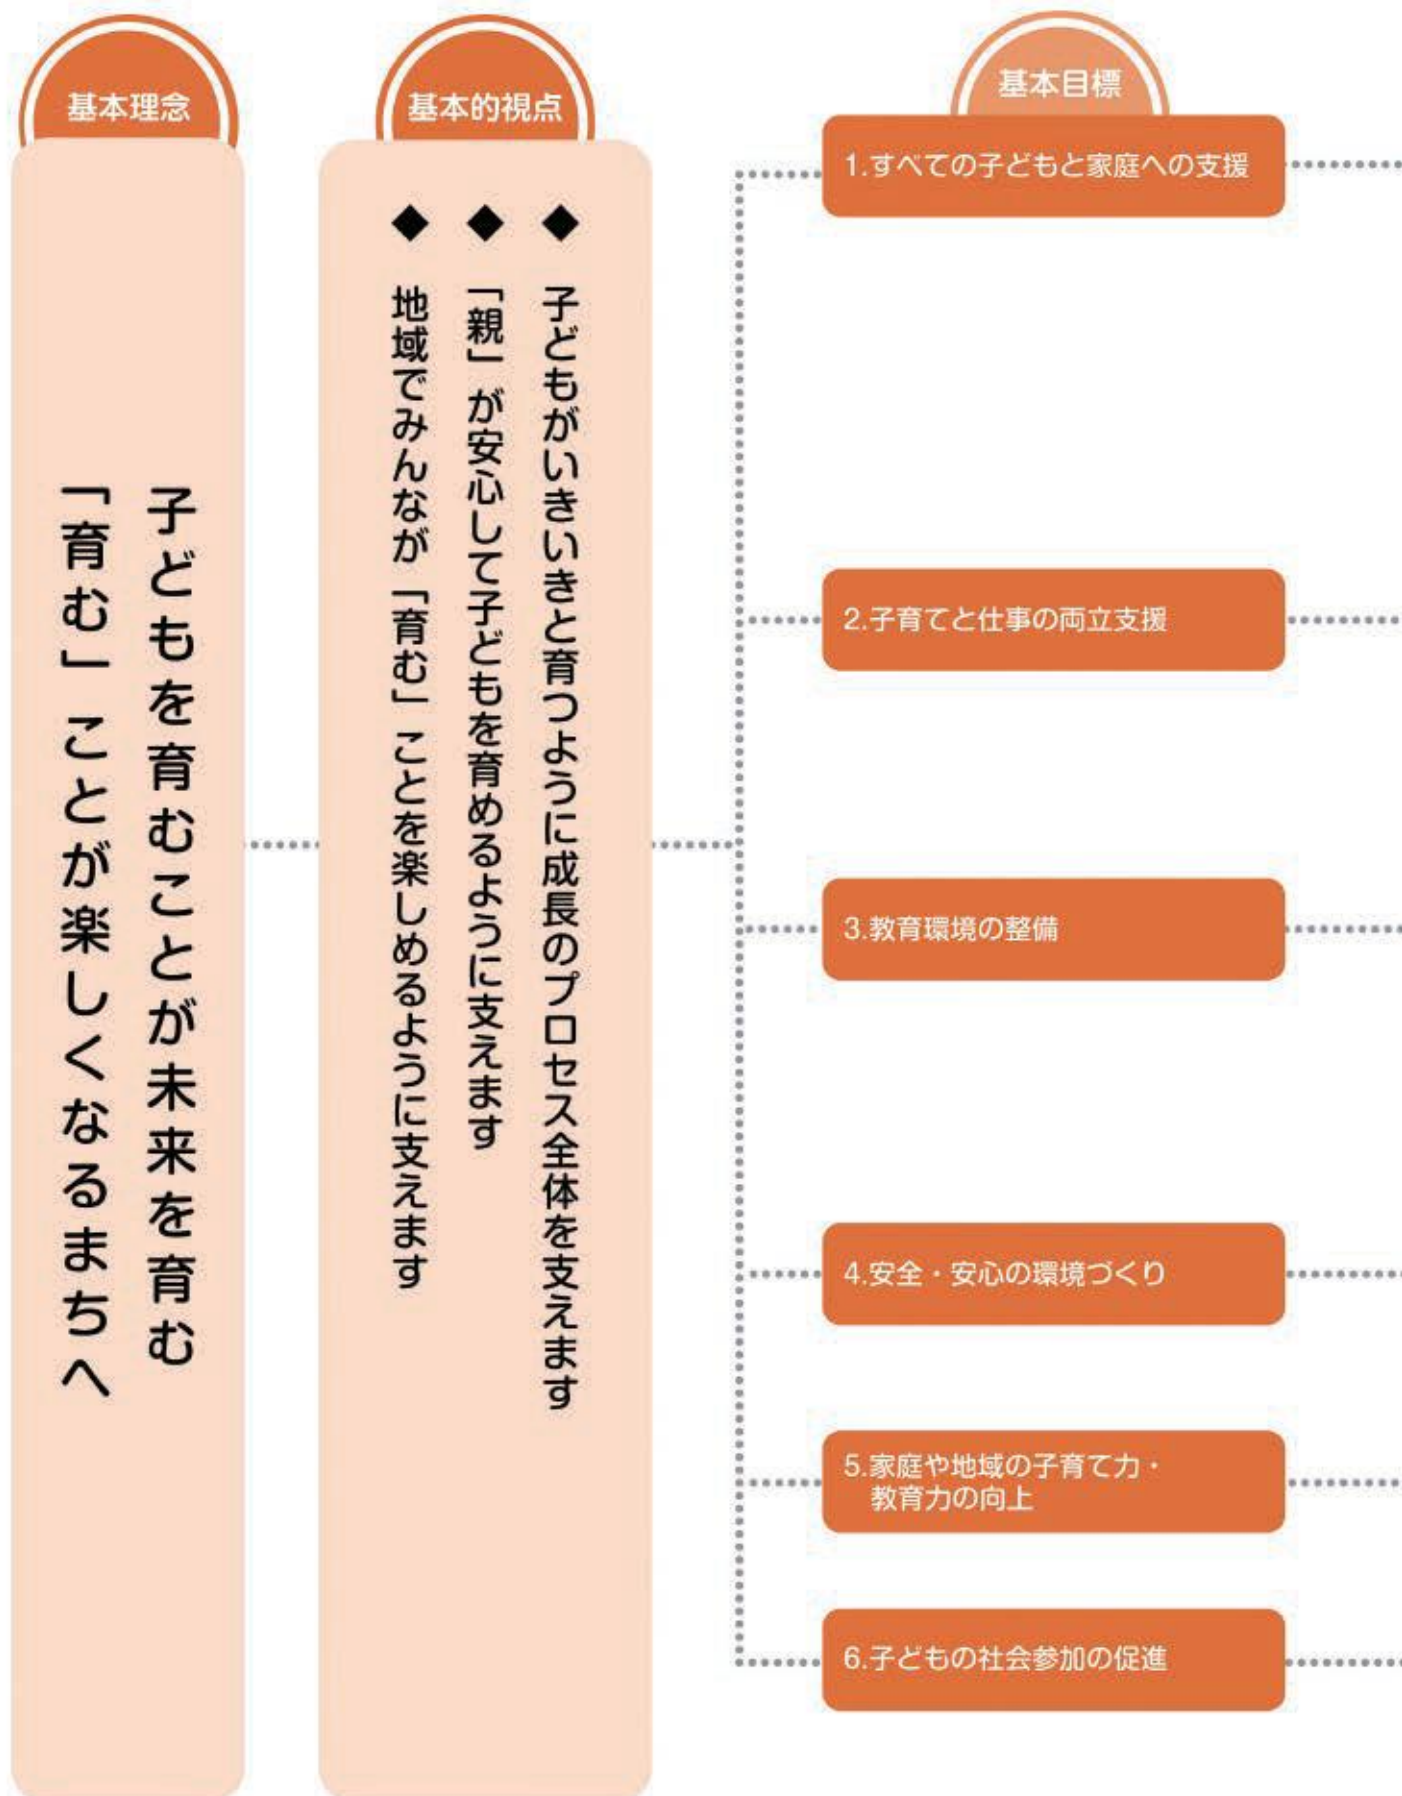 基本理念
子どもを育むことが未来を育む
「育む」ことが楽しくなるまちへ
基本的視点
◆ 子どもがいきいきと育つように成長のプロセス全体を支えます
◆ 「親」が安心して子どもを育めるように支えます
◆ 地域でみんなが「育む」ことを楽しめるように支えます
基本目標
1.すべての子どもと家庭への支援
2.子育てと仕事の両立支援
3.教育環境の整備
4.安全・安心の環境づくり
5.家庭や地域の子育て力・
教育力の向上
6.子どもの社会参加の促進